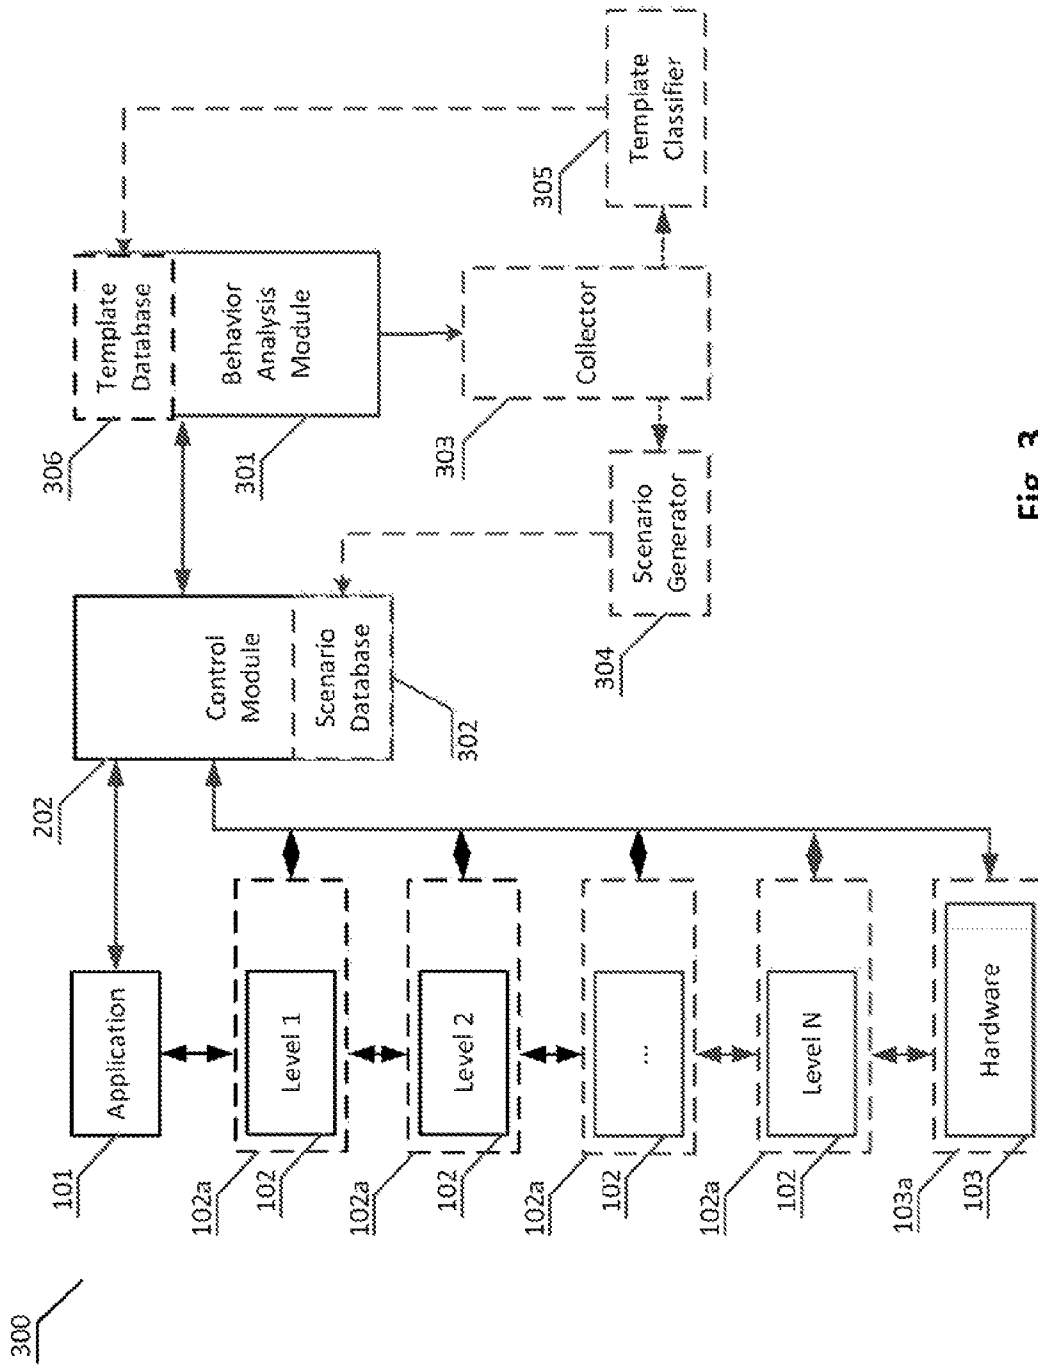 300
101
Application
102a
102
Level 1
102a
102
Level 2
102a
102
...
102a
102
Level N
103a
103
Hardware
202
Control
Module
Scenario
Database
302
306
Template
Database
301
Behavior
Analysis
Module
303
Collector
304
Scenario
Generator
305
Template
Classifier
Fig. 3